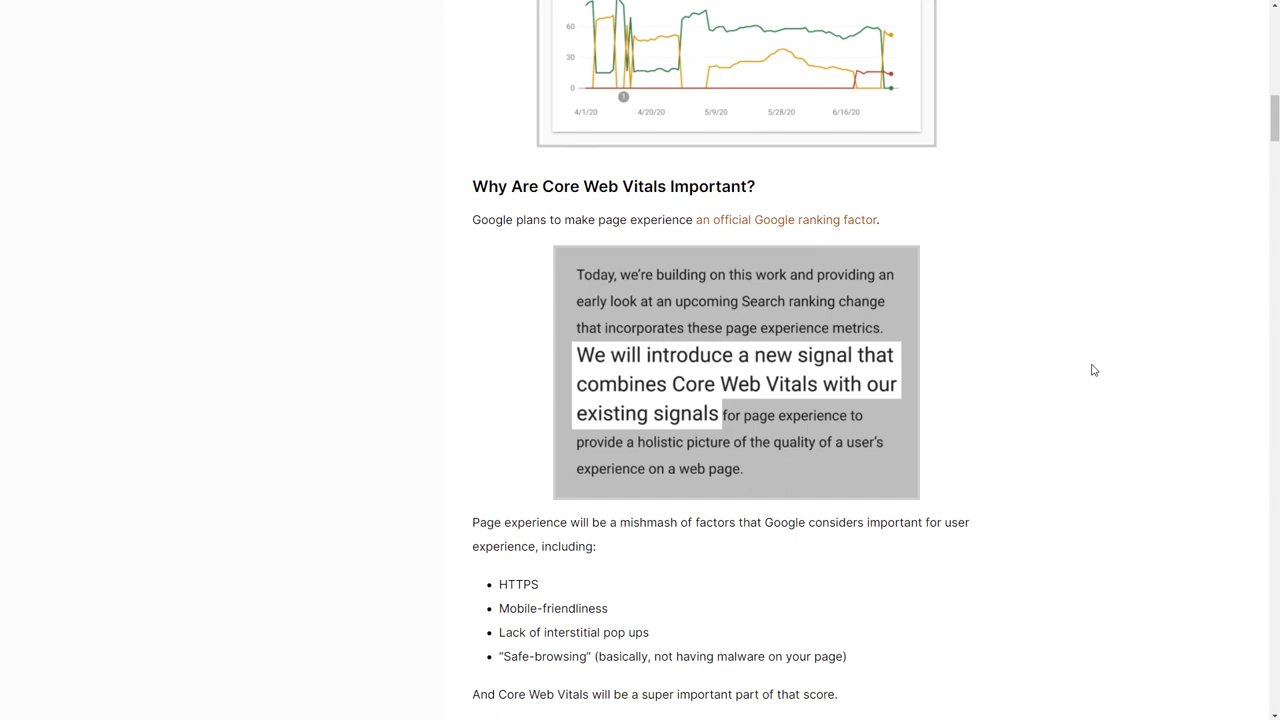 60
30
0
4/1/20 4/20/20 5/9/20 5/28/20 6/16/20
Why Are Core Web Vitals Important?
Google plans to make page experience an official Google ranking factor.
Today, we're building on this work and providing an
early look at an upcoming Search ranking change
that incorporates these page experience metrics.
We will introduce a new signal that
combines Core Web Vitals with our
existing signals for page experience to
provide a holistic picture of the quality of a user's
experience on a web page.
Page experience will be a mishmash of factors that Google considers important for user
experience, including:
• HTTPS
• Mobile-friendliness
• Lack of interstitial pop ups
• “Safe-browsing” (basically, not having malware on your page)
And Core Web Vitals will be a super important part of that score.